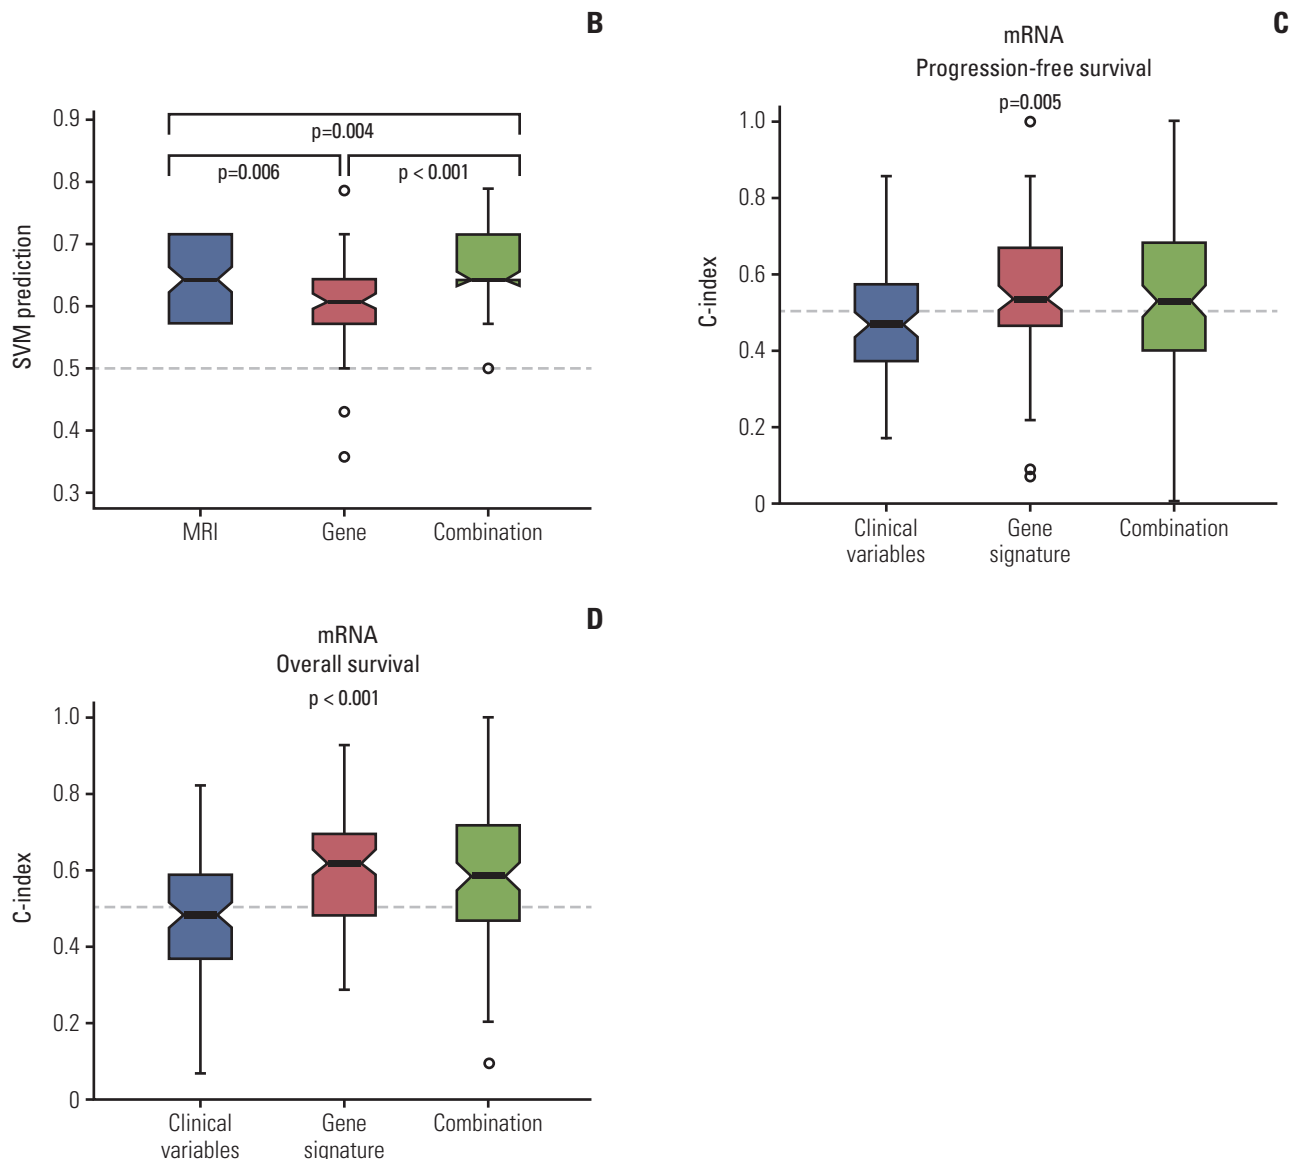 B
0.9
0.8
0.7
0.6
0.5
0.4
0.3
SVM prediction
p=0.004
p=0.006
p < 0.001
MRI
Gene
Combination
C
mRNA
Progression-free survival
p=0.005
1.0
0.8
0.6
0.4
0.2
0
C-index
Clinical
variables
Gene
signature
Combination
D
mRNA
Overall survival
p < 0.001
1.0
0.8
0.6
0.4
0.2
0
C-index
Clinical
variables
Gene
signature
Combination